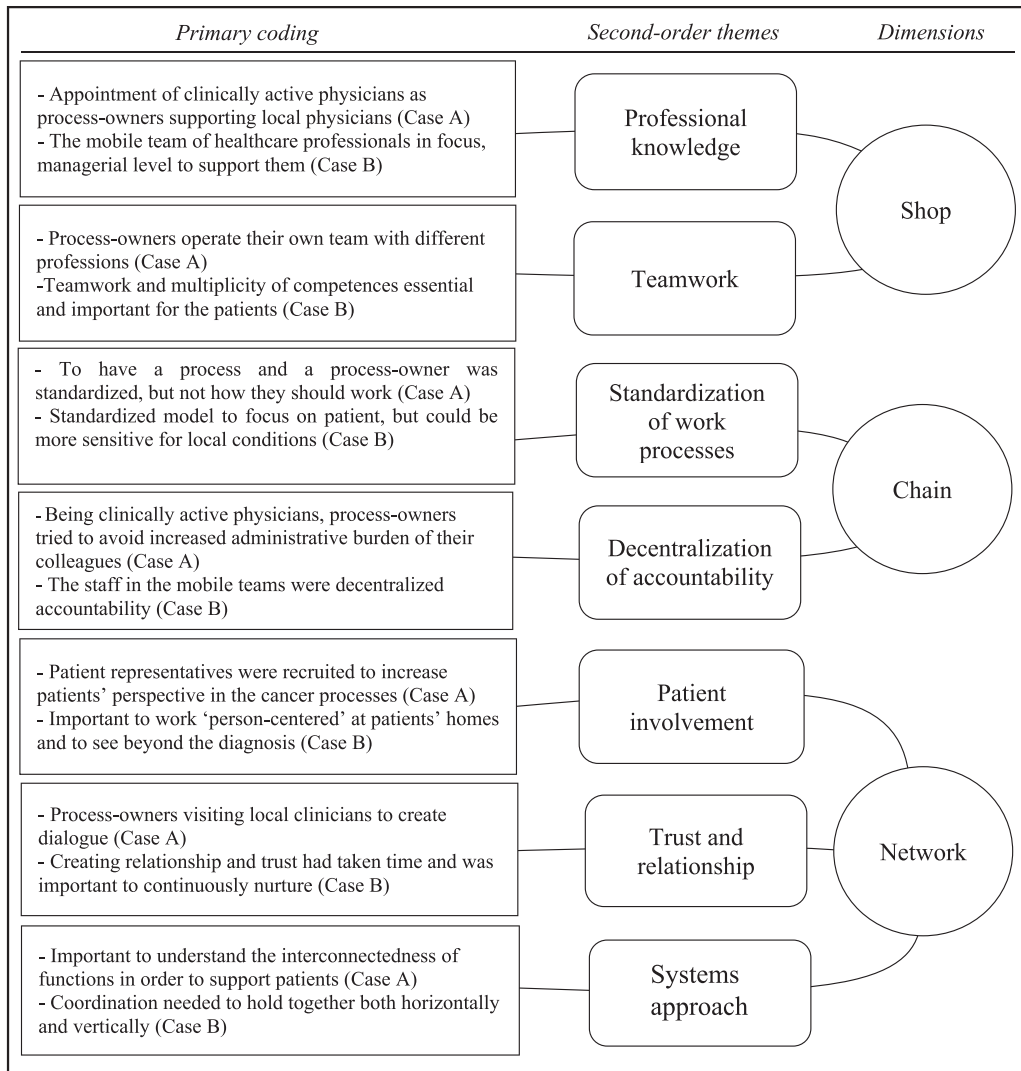 Primary coding
Second-order themes
Dimensions
- Appointment of clinically active physicians as
process-owners supporting local physicians (Case A)
- The mobile team of healthcare professionals in focus,
managerial level to support them (Case B)
Professional
knowledge
Shop
- Process-owners operate their own team with different
professions (Case A)
-Teamwork and multiplicity of competences essential
and important for the patients (Case B)
Teamwork
- To have a process and a process-owner was
standardized, but not how they should work (Case A)
- Standardized model to focus on patient, but could be
more sensitive for local conditions (Case B)
Standardization
of work
processes
Chain
- Being clinically active physicians, process-owners
tried to avoid increased administrative burden of their
colleagues (Case A)
- The staff in the mobile teams were decentralized
accountability (Case B)
Decentralization
of accountability
- Patient representatives were recruited to increase
patients’ perspective in the cancer processes (Case A)
- Important to work ‘person-centered’ at patients’ homes
and to see beyond the diagnosis (Case B)
Patient
involvement
- Process-owners visiting local clinicians to create
dialogue (Case A)
- Creating relationship and trust had taken time and was
important to continuously nurture (Case B)
Trust and
relationship
Network
- Important to understand the interconnectedness of
functions in order to support patients (Case A)
- Coordination needed to hold together both horizontally
and vertically (Case B)
Systems
approach